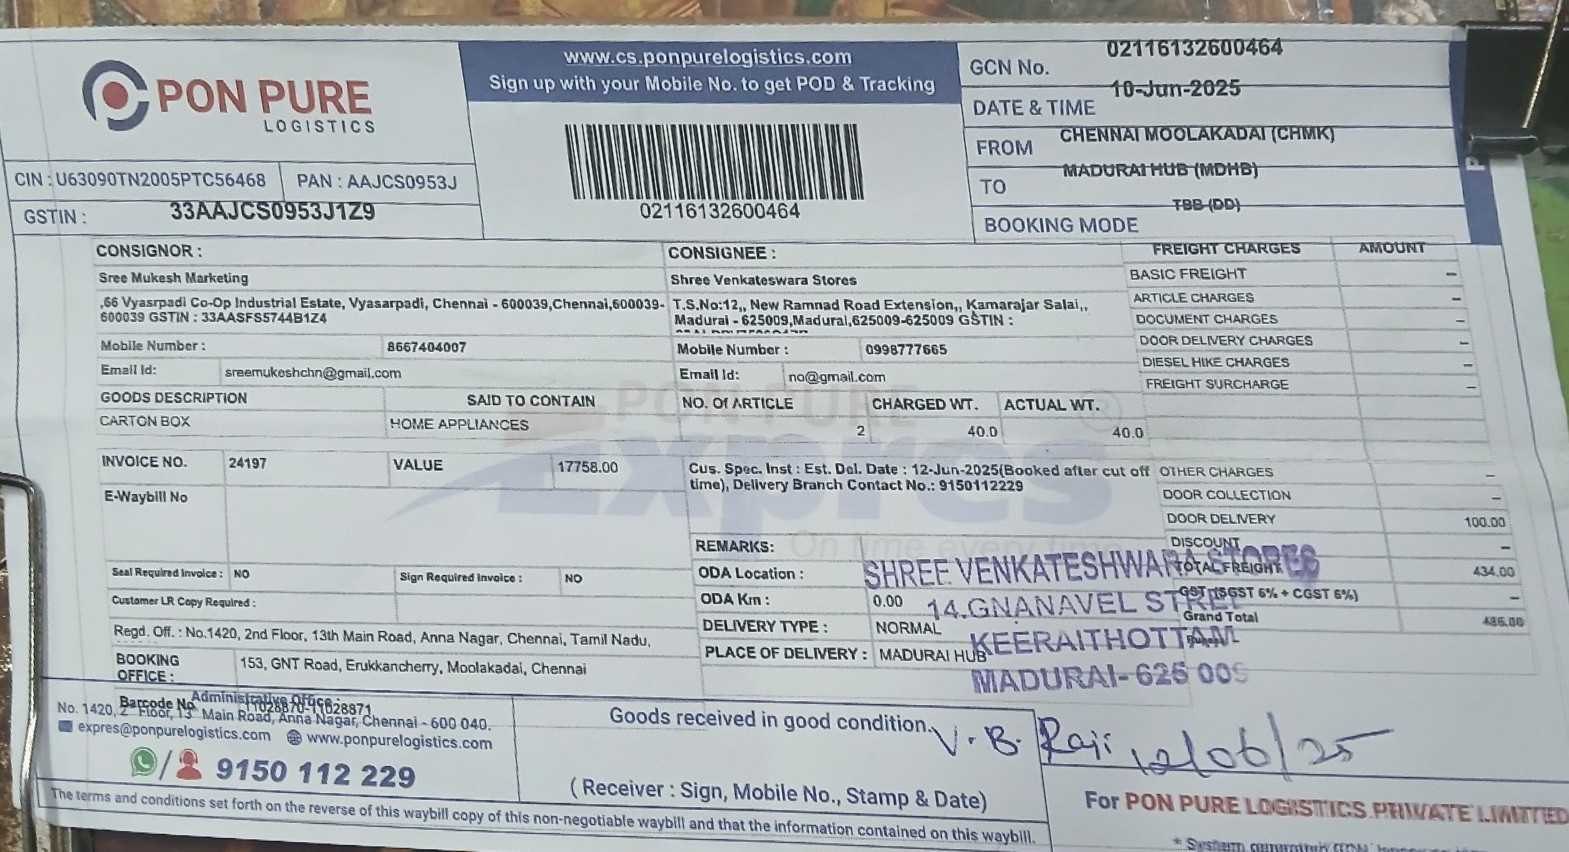 PON PURE
LOGISTICS
CIN : U63090TN2005PTC56468
PAN : AAJCS0953J
GSTIN : 33AAJCS0953J1Z9
www.cs.ponpurelogistics.com
Sign up with your Mobile No. to get POD & Tracking
02116132600464
GCN No. 02116132600464
DATE & TIME 10-Jun-2025
FROM CHENNAI MOOLAKADAI (CHMK)
TO MADURAI HUB (MDHB)
BOOKING MODE TBB (DD)
CONSIGNOR :
Sree Mukesh Marketing
,66 Vyasrpadi Co-Op Industrial Estate, Vyasarpadi, Chennai - 600039,Chennai,600039-
600039 GSTIN : 33AASFS5744B1Z4
Mobile Number : 8667404007
Email Id: sreemukeshchn@gmail.com
CONSIGNEE :
Shree Venkateswara Stores
T.S.No:12,, New Ramnad Road Extension,, Kamarajar Salai,,
Madurai - 625009,Madurai,625009-625009 GSTIN :
Mobile Number : 0998777665
Email Id: no@gmail.com
GOODS DESCRIPTION SAID TO CONTAIN NO. Of ARTICLE CHARGED WT. ACTUAL WT.
CARTON BOX HOME APPLIANCES 2 40.0 40.0
INVOICE NO. 24197 VALUE 17758.00
E-Waybill No
Cus. Spec. Inst : Est. Del. Date : 12-Jun-2025(Booked after cut off
time), Delivery Branch Contact No.: 9150112229
PON PURE
Expres
On time every time
Seal Required Invoice : NO Sign Required Invoice : NO
Customer LR Copy Required :
REMARKS:
ODA Location :
ODA Km : 0.00
DELIVERY TYPE : NORMAL
PLACE OF DELIVERY : MADURAI HUB
Regd. Off. : No.1420, 2nd Floor, 13th Main Road, Anna Nagar, Chennai, Tamil Nadu,
BOOKING
OFFICE : 153, GNT Road, Erukkancherry, Moolakadai, Chennai
FREIGHT CHARGES AMOUNT
BASIC FREIGHT –
ARTICLE CHARGES –
DOCUMENT CHARGES –
DOOR DELIVERY CHARGES –
DIESEL HIKE CHARGES –
FREIGHT SURCHARGE –
OTHER CHARGES –
DOOR COLLECTION –
DOOR DELIVERY 100.00
DISCOUNT –
TOTAL FREIGHT 434.00
GST (SGST 6% + CGST 6%) –
Grand Total 486.00
SHREE VENKATESHWARA STORES
14.GNANAVEL STREET
KEERAITHOTTAM
MADURAI- 625 009
Administrative Office :
Barcode No 11028870-11028871
No. 1420, 2 Floor, 13 Main Road, Anna Nagar, Chennai - 600 040.
expres@ponpurelogistics.com www.ponpurelogistics.com
9150 112 229
Goods received in good condition.
V. B. Raji 12/06/25
( Receiver : Sign, Mobile No., Stamp & Date)
For PON PURE LOGISTICS PRIVATE LIMITED
The terms and conditions set forth on the reverse of this waybill copy of this non-negotiable waybill and that the information contained on this waybill.